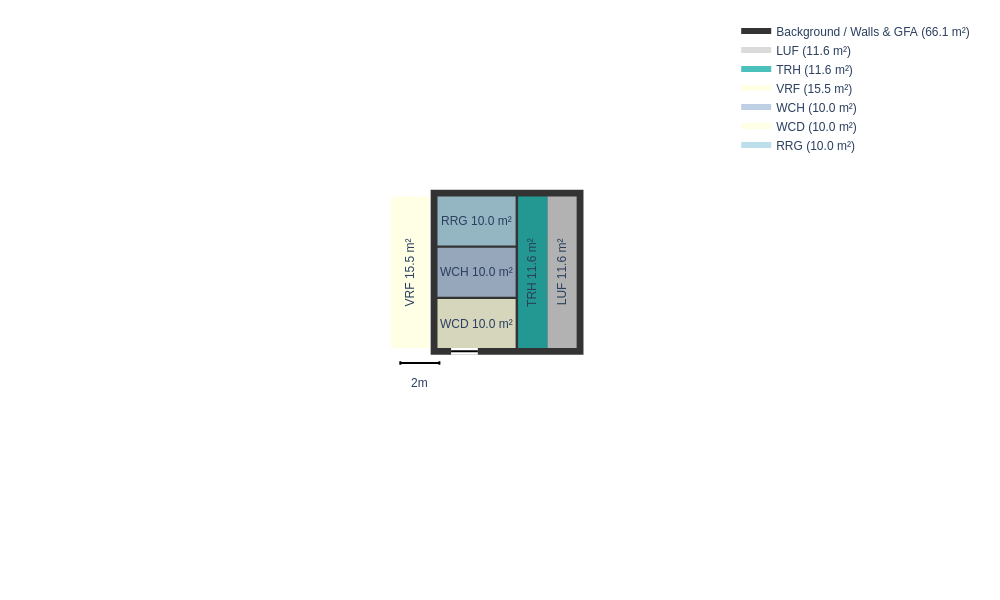 Background / Walls & GFA (66.1 m²)
LUF (11.6 m²)
TRH (11.6 m²)
VRF (15.5 m²)
WCH (10.0 m²)
WCD (10.0 m²)
RRG (10.0 m²)
VRF 15.5 m²
RRG 10.0 m²
WCH 10.0 m²
WCD 10.0 m²
TRH 11.6 m²
LUF 11.6 m²
2m